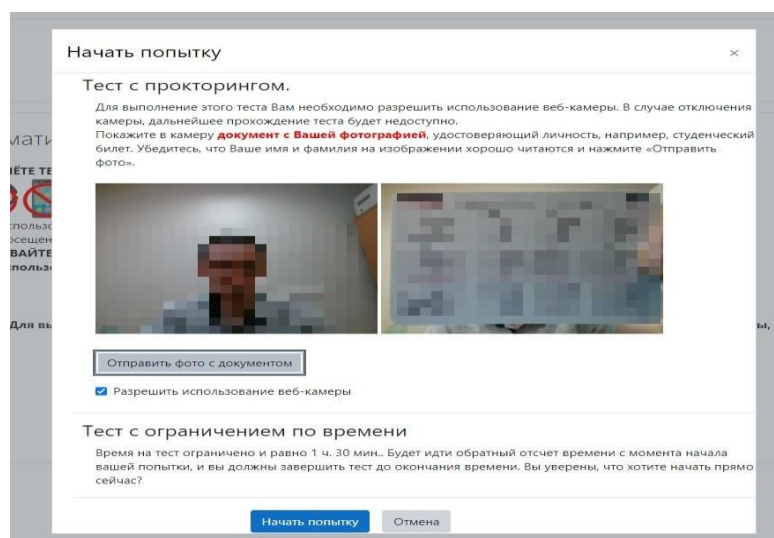 Начать попытку ×
Тест с прокторингом.
Для выполнение этого теста Вам необходимо разрешить использование веб-камеры. В случае отключения
камеры, дальнейшее прохождение теста будет недоступно.
Покажите в камеру документ с Вашей фотографией, удостоверяющий личность, например, студенческий
билет. Убедитесь, что Ваше имя и фамилия на изображении хорошо читаются и нажмите «Отправить
фото».
Отправить фото с документом
Разрешить использование веб-камеры
Тест с ограничением по времени
Время на тест ограничено и равно 1 ч. 30 мин.. Будет идти обратный отсчет времени с момента начала
вашей попытки, и вы должны завершить тест до окончания времени. Вы уверены, что хотите начать прямо
сейчас?
Начать попытку Отмена